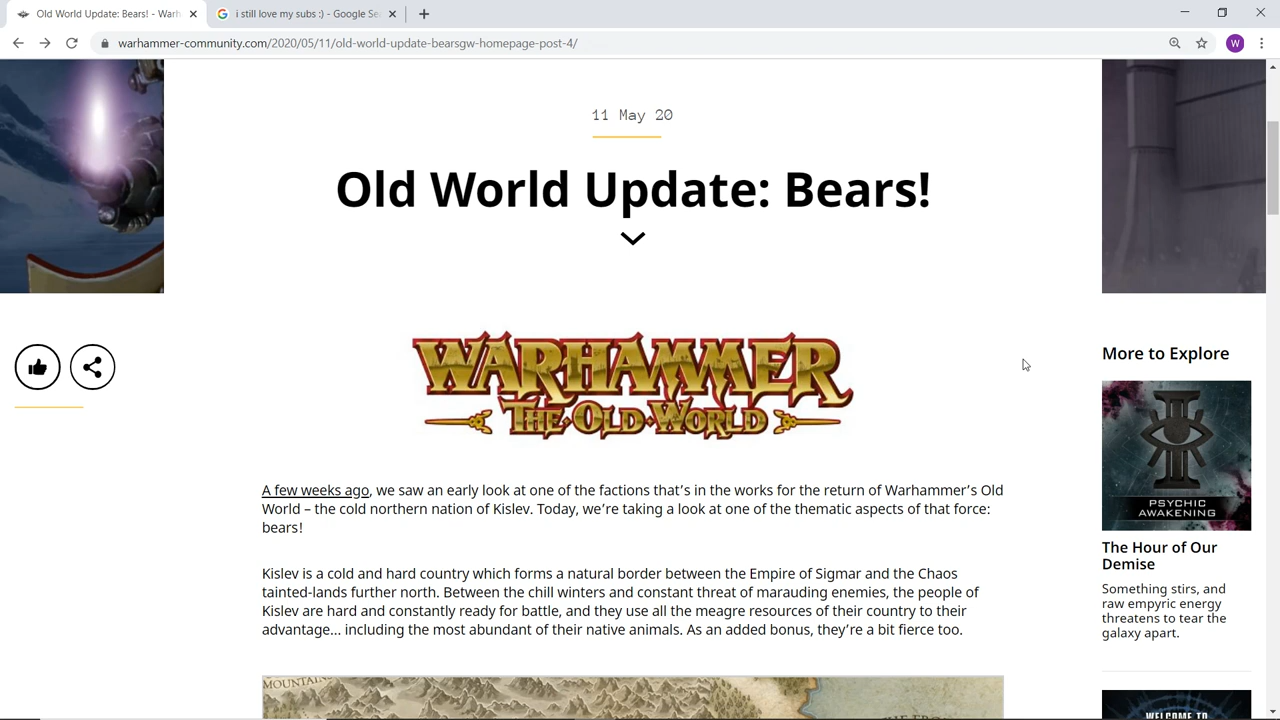 Old World Update: Bears! - Warh
i still love my subs :) - Google Se
warhammer-community.com/2020/05/11/old-world-update-bearsgw-homepage-post-4/
W
11 May 20
Old World Update: Bears!
WARHAMMER
THE OLD WORLD
A few weeks ago, we saw an early look at one of the factions that's in the works for the return of Warhammer's Old
World – the cold northern nation of Kislev. Today, we're taking a look at one of the thematic aspects of that force:
bears!
Kislev is a cold and hard country which forms a natural border between the Empire of Sigmar and the Chaos
tainted-lands further north. Between the chill winters and constant threat of marauding enemies, the people of
Kislev are hard and constantly ready for battle, and they use all the meagre resources of their country to their
advantage... including the most abundant of their native animals. As an added bonus, they're a bit fierce too.
More to Explore
PSYCHIC
AWAKENING
The Hour of Our
Demise
Something stirs, and
raw empyric energy
threatens to tear the
galaxy apart.
WELCOME TO